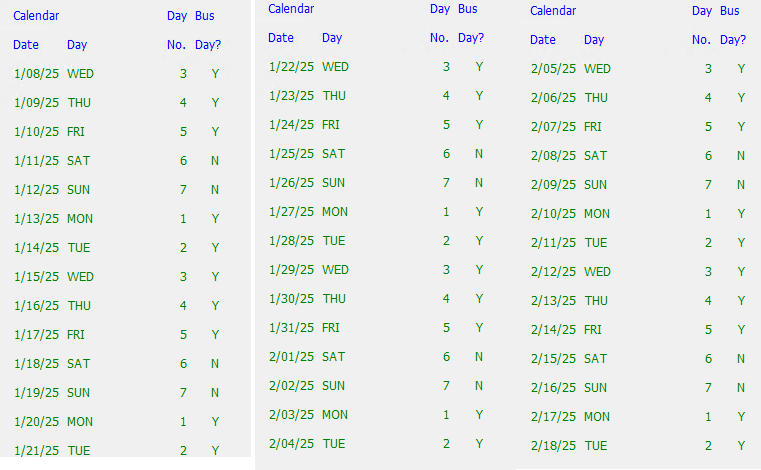 Calendar Day Bus
Date Day No. Day?
1/08/25 WED 3 Y
1/09/25 THU 4 Y
1/10/25 FRI 5 Y
1/11/25 SAT 6 N
1/12/25 SUN 7 N
1/13/25 MON 1 Y
1/14/25 TUE 2 Y
1/15/25 WED 3 Y
1/16/25 THU 4 Y
1/17/25 FRI 5 Y
1/18/25 SAT 6 N
1/19/25 SUN 7 N
1/20/25 MON 1 Y
1/21/25 TUE 2 Y
Calendar Day Bus
Date Day No. Day?
1/22/25 WED 3 Y
1/23/25 THU 4 Y
1/24/25 FRI 5 Y
1/25/25 SAT 6 N
1/26/25 SUN 7 N
1/27/25 MON 1 Y
1/28/25 TUE 2 Y
1/29/25 WED 3 Y
1/30/25 THU 4 Y
1/31/25 FRI 5 Y
2/01/25 SAT 6 N
2/02/25 SUN 7 N
2/03/25 MON 1 Y
2/04/25 TUE 2 Y
Calendar Day Bus
Date Day No. Day?
2/05/25 WED 3 Y
2/06/25 THU 4 Y
2/07/25 FRI 5 Y
2/08/25 SAT 6 N
2/09/25 SUN 7 N
2/10/25 MON 1 Y
2/11/25 TUE 2 Y
2/12/25 WED 3 Y
2/13/25 THU 4 Y
2/14/25 FRI 5 Y
2/15/25 SAT 6 N
2/16/25 SUN 7 N
2/17/25 MON 1 Y
2/18/25 TUE 2 Y